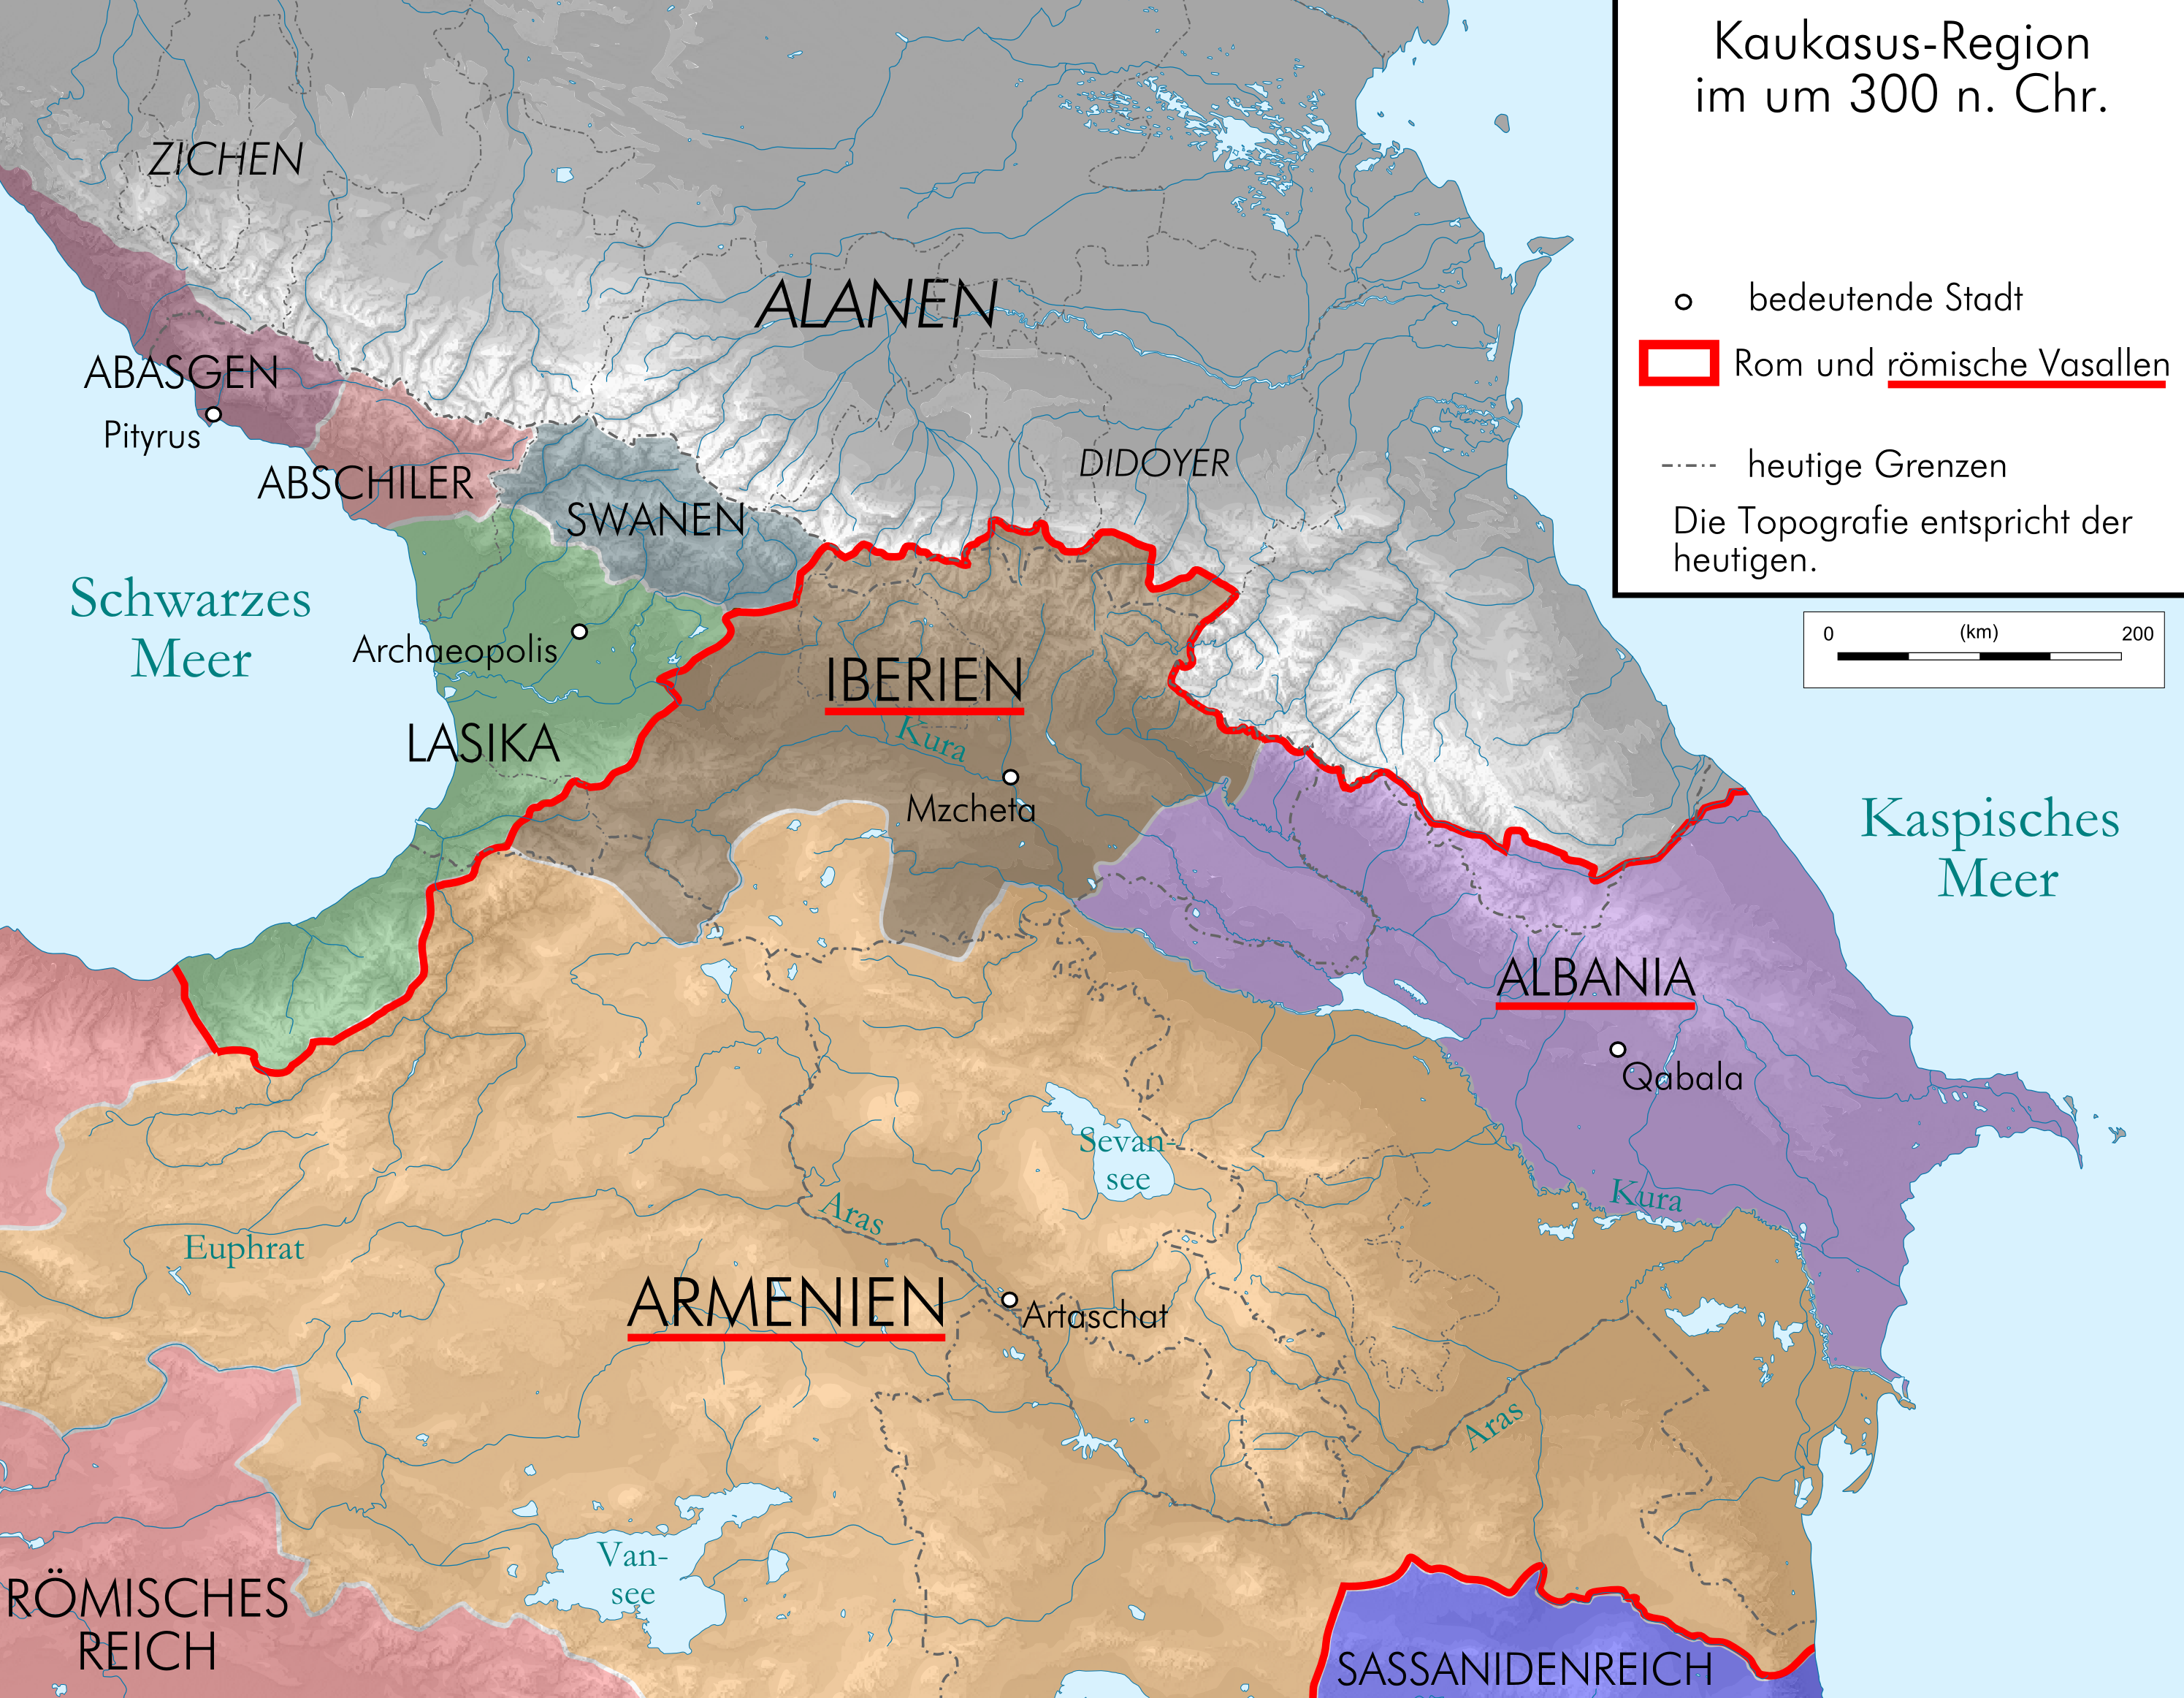 Kaukasus-Region
im um 300 n. Chr.
bedeutende Stadt
Rom und römische Vasallen
heutige Grenzen
Die Topografie entspricht der
heutigen.
0 (km) 200
ZICHEN
ALANEN
ABASGEN
Pityrus
DIDOYER
ABSCHILER
SWANEN
Schwarzes
Meer
Archaeopolis
IBERIEN
LASIKA
Kura
Mzcheta
Kaspisches
Meer
ALBANIA
Qabala
Sevan-
see
Kura
Aras
Euphrat
ARMENIEN
Artaschat
Aras
Van-
see
RÖMISCHES
REICH
SASSANIDENREICH